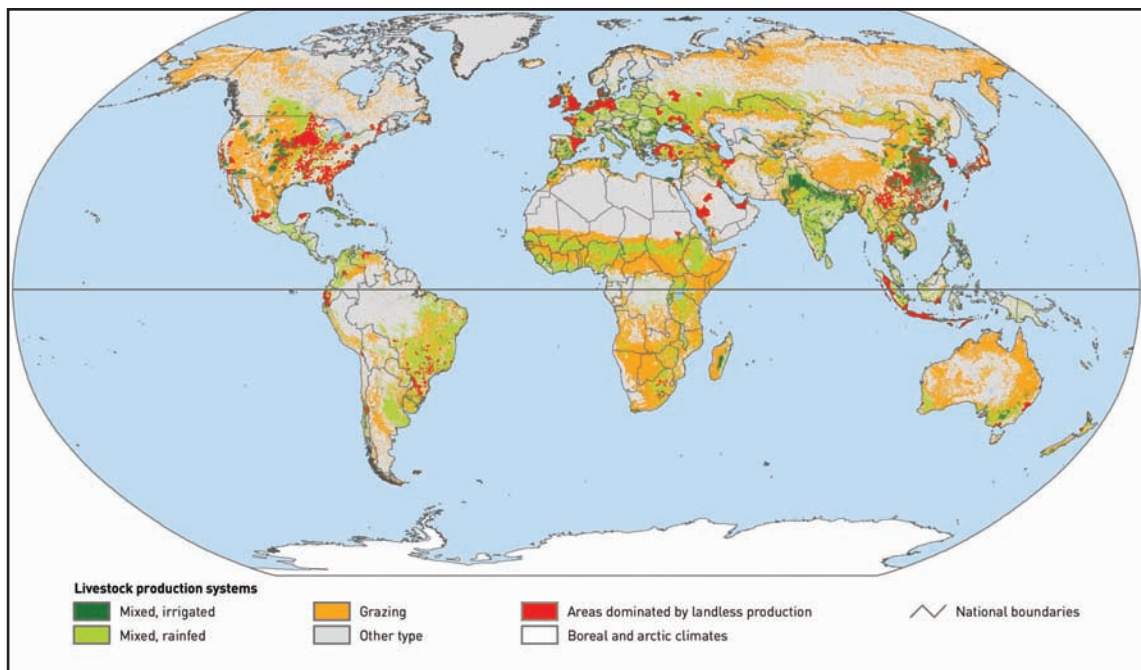 Livestock production systems
Mixed, irrigated
Grazing
Areas dominated by landless production
National boundaries
Mixed, rainfed
Other type
Boreal and arctic climates